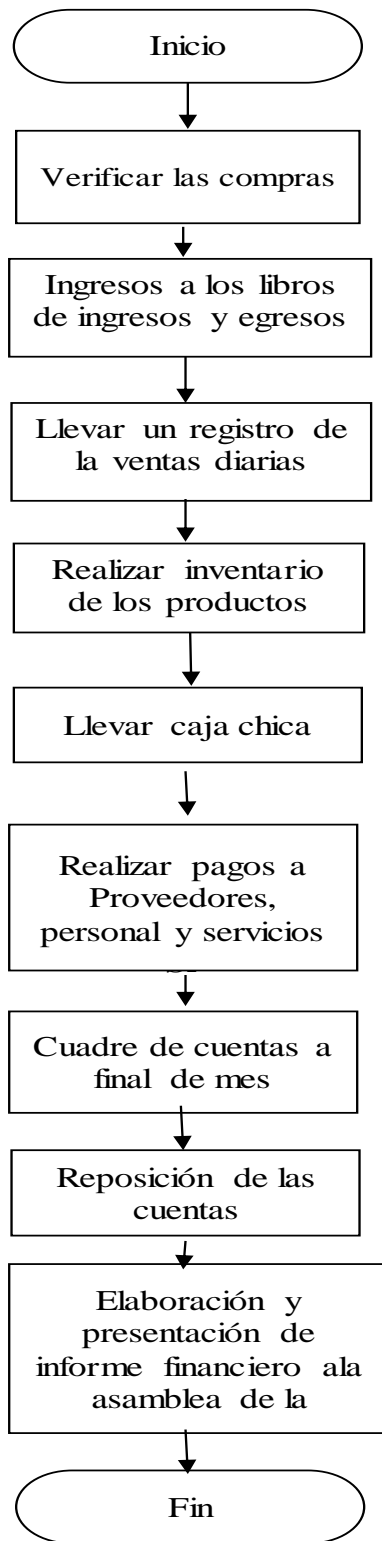 Inicio
Verificar las compras
Ingresos a los libros
de ingresos y egresos
Llevar un registro de
la ventas diarias
Realizar inventario
de los productos
Llevar caja chica
Realizar pagos a
Proveedores,
personal y servicios
Cuadre de cuentas a
final de mes
Reposición de las
cuentas
Elaboración y
presentación de
informe financiero ala
asamblea de la
Fin